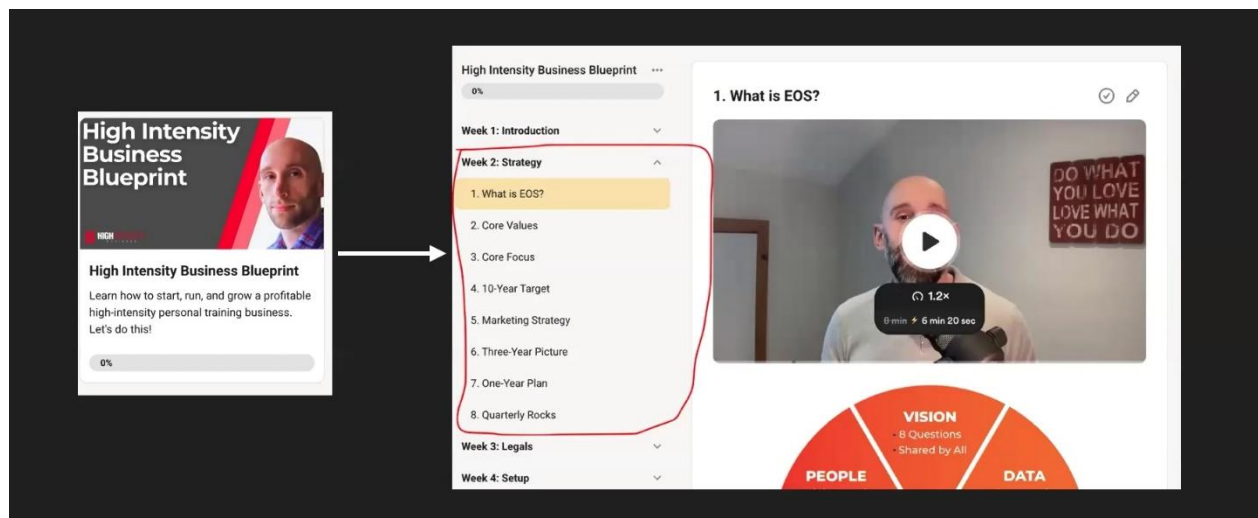 High Intensity
Business
Blueprint
HIGH
High Intensity Business Blueprint
Learn how to start, run, and grow a profitable
high-intensity personal training business.
Let's do this!
0%
High Intensity Business Blueprint
0%
Week 1: Introduction
Week 2: Strategy
1. What is EOS?
2. Core Values
3. Core Focus
4. 10-Year Target
5. Marketing Strategy
6. Three-Year Picture
7. One-Year Plan
8. Quarterly Rocks
Week 3: Legals
Week 4: Setup
1. What is EOS?
DO WHAT
YOU LOVE
LOVE WHAT
YOU DO
1.2×
min ⚡ 6 min 20 sec
VISION
- 8 Questions
- Shared by All
PEOPLE
DATA